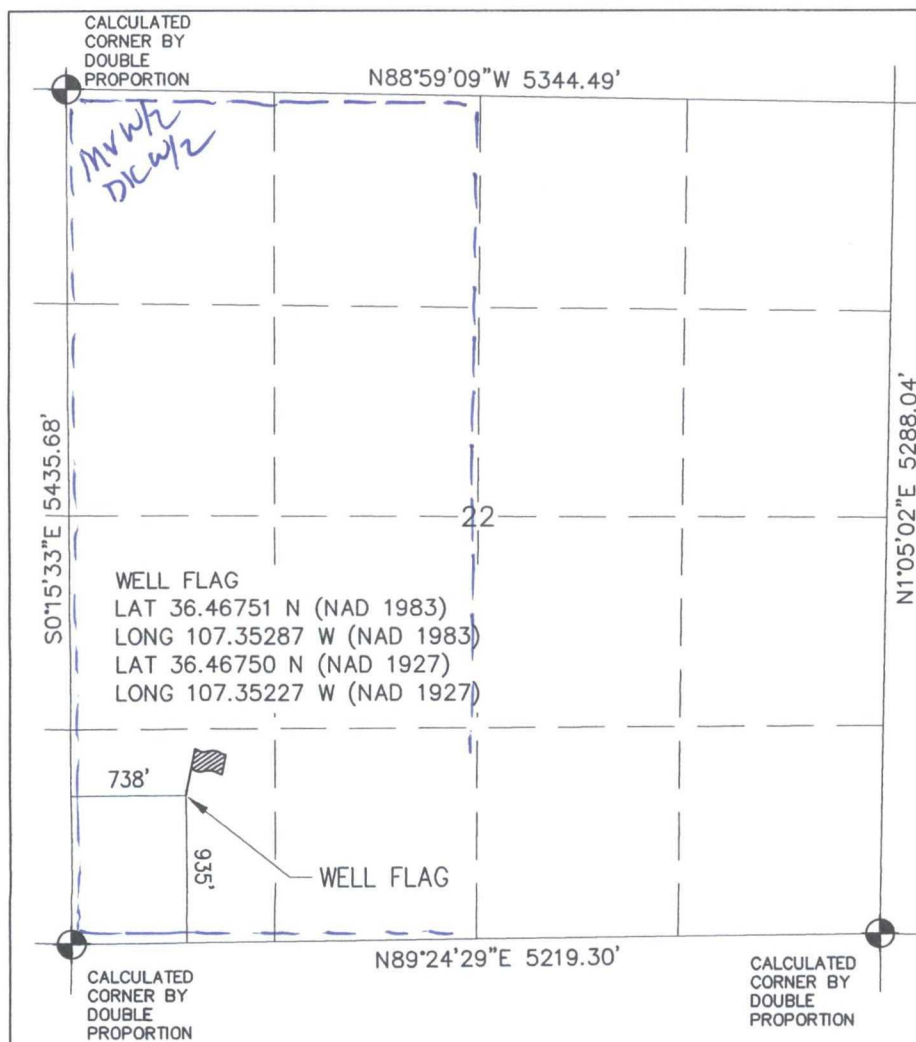 CALCULATED
CORNER BY
DOUBLE
PROPORTION
N88°59'09"W 5344.49'
MV W/2
DK W/2
S0°15'33"E 5435.68'
N1°05'02"E 5288.04'
22
WELL FLAG
LAT 36.46751 N (NAD 1983)
LONG 107.35287 W (NAD 1983)
LAT 36.46750 N (NAD 1927)
LONG 107.35227 W (NAD 1927)
738'
935'
WELL FLAG
N89°24'29"E 5219.30'
CALCULATED
CORNER BY
DOUBLE
PROPORTION
CALCULATED
CORNER BY
DOUBLE
PROPORTION